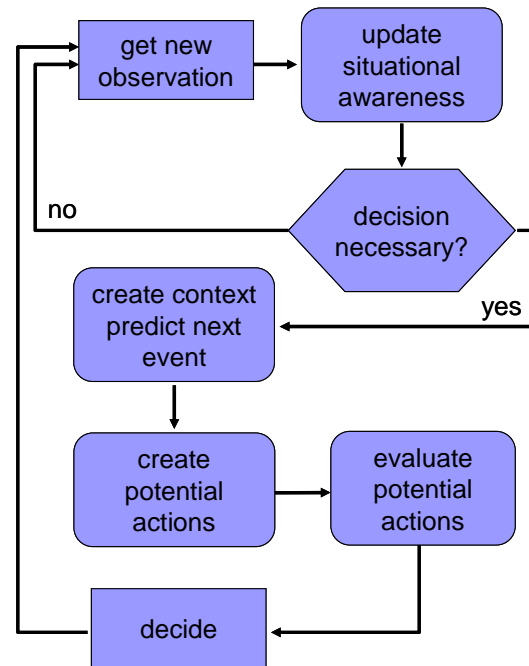 get new
observation
update
situational
awareness
no
decision
necessary?
create context
predict next
event
yes
create
potential
actions
evaluate
potential
actions
decide